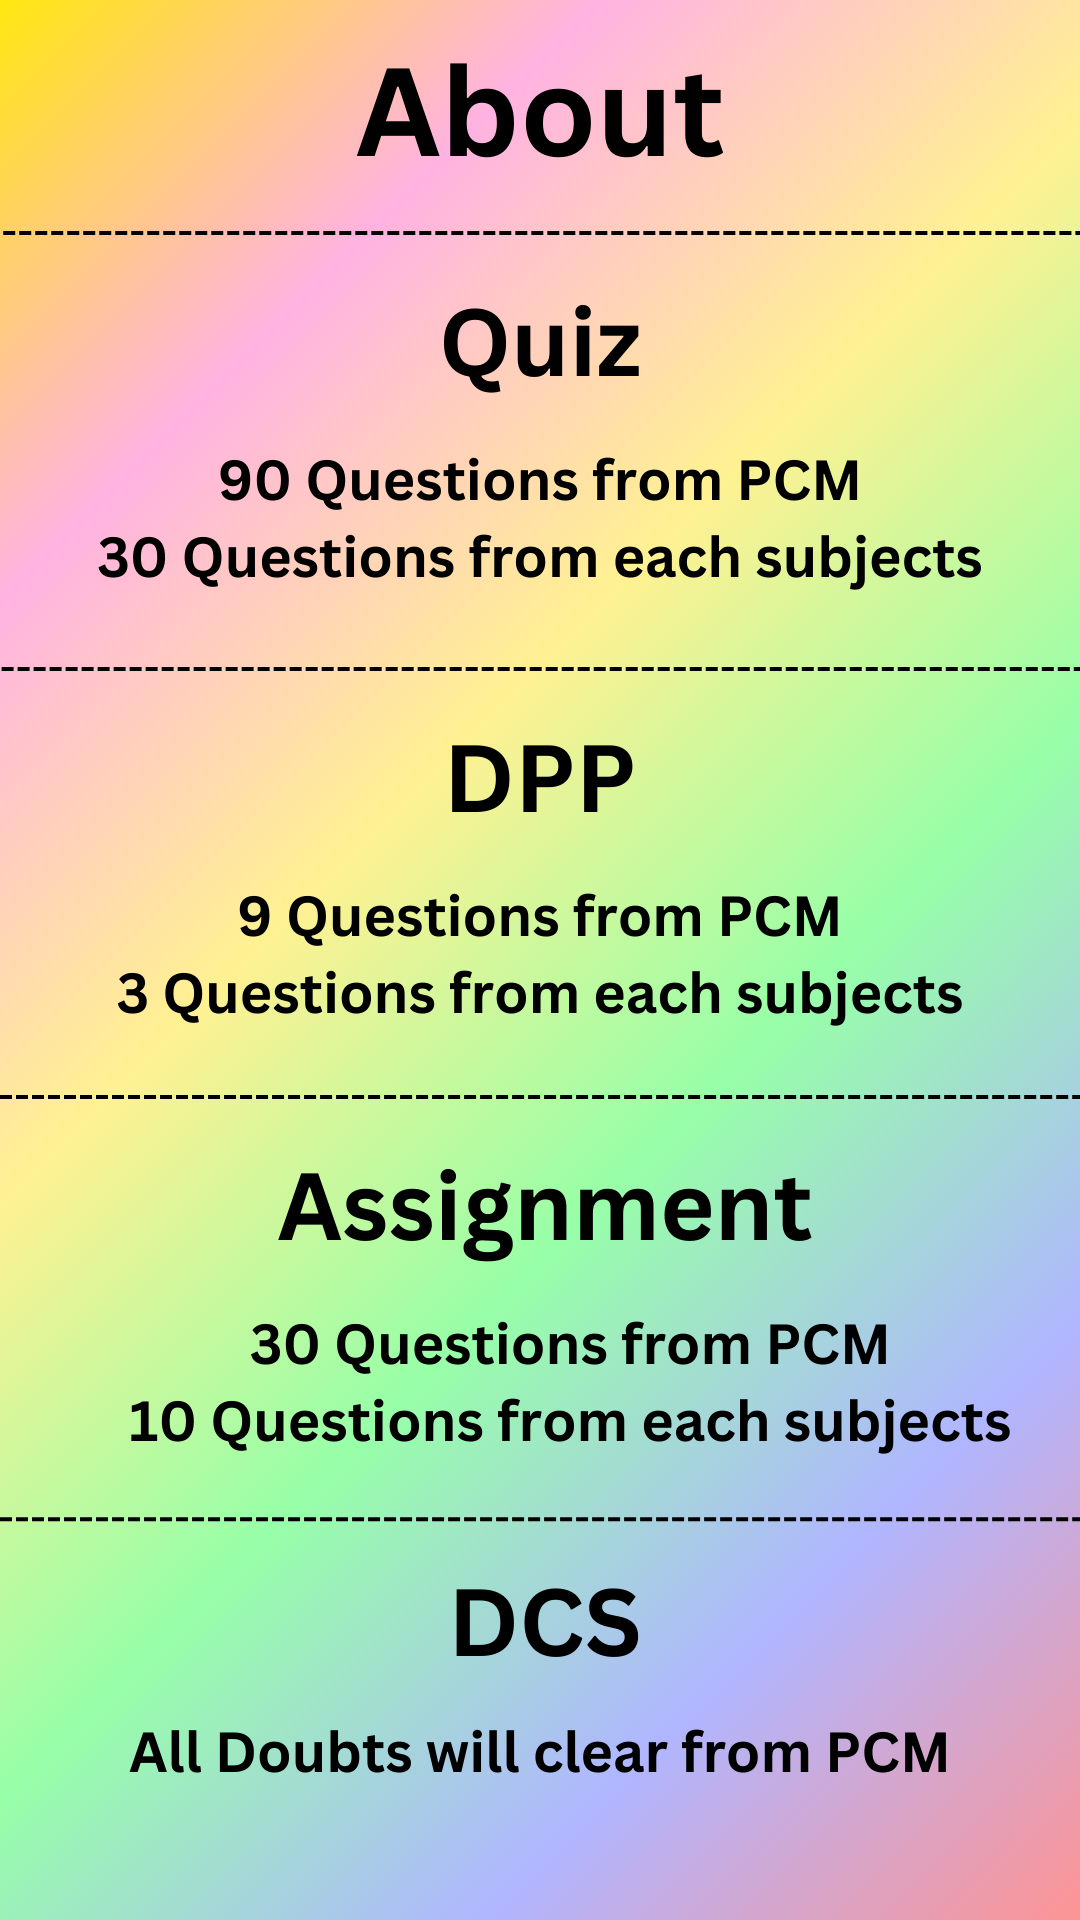 About
Quiz
90 Questions from PCM
30 Questions from each subjects
DPP
9 Questions from PCM
3 Questions from each subjects
Assignment
30 Questions from PCM
10 Questions from each subjects
DCS
All Doubts will clear from PCM